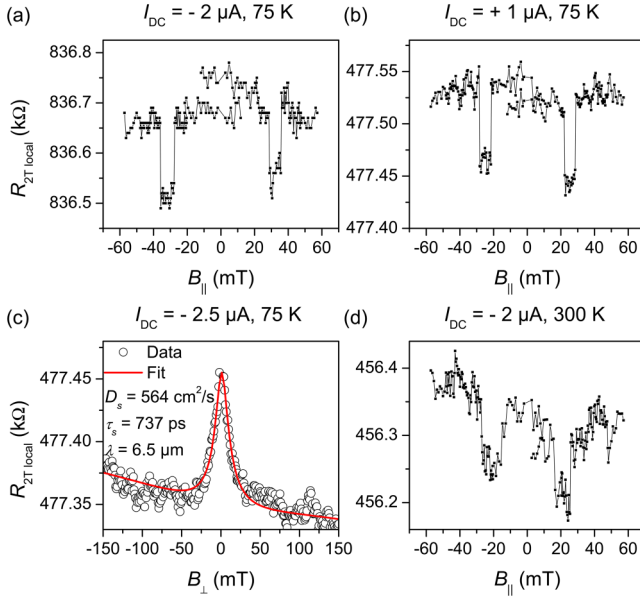 (a) I_DC = - 2 µA, 75 K
836.8
836.7
836.6
836.5
R_2T local (kΩ)
-60 -40 -20 0 20 40 60
B_|| (mT)
(b) I_DC = + 1 µA, 75 K
477.55
477.50
477.45
477.40
-60 -40 -20 0 20 40 60
B_|| (mT)
(c) I_DC = - 2.5 µA, 75 K
Data
Fit
D_s = 564 cm²/s
τ_s = 737 ps
λ = 6.5 µm
477.45
477.40
477.35
R_2T local (kΩ)
-150 -100 -50 0 50 100 150
B_⊥ (mT)
(d) I_DC = - 2 µA, 300 K
456.4
456.3
456.2
-60 -40 -20 0 20 40 60
B_|| (mT)